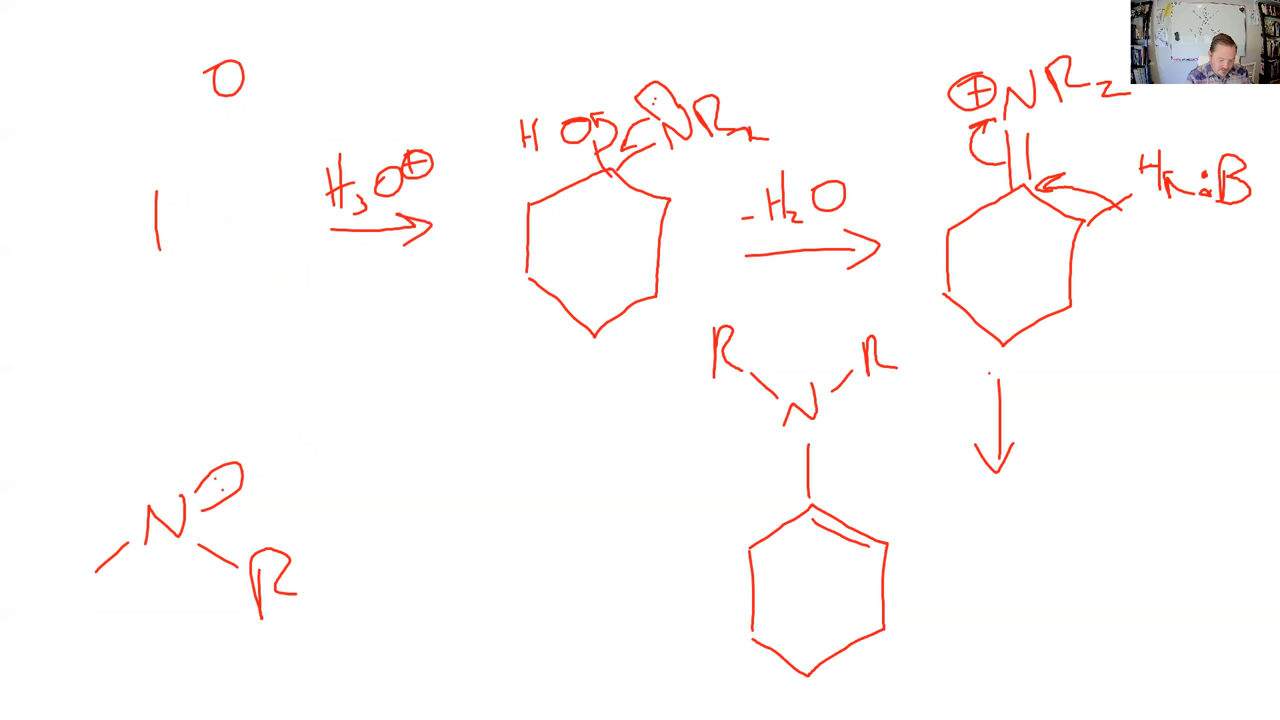 O
H₃O⊕
HO NR₂
-H₂O
⊕NR₂
H :B
R R
N
N
R